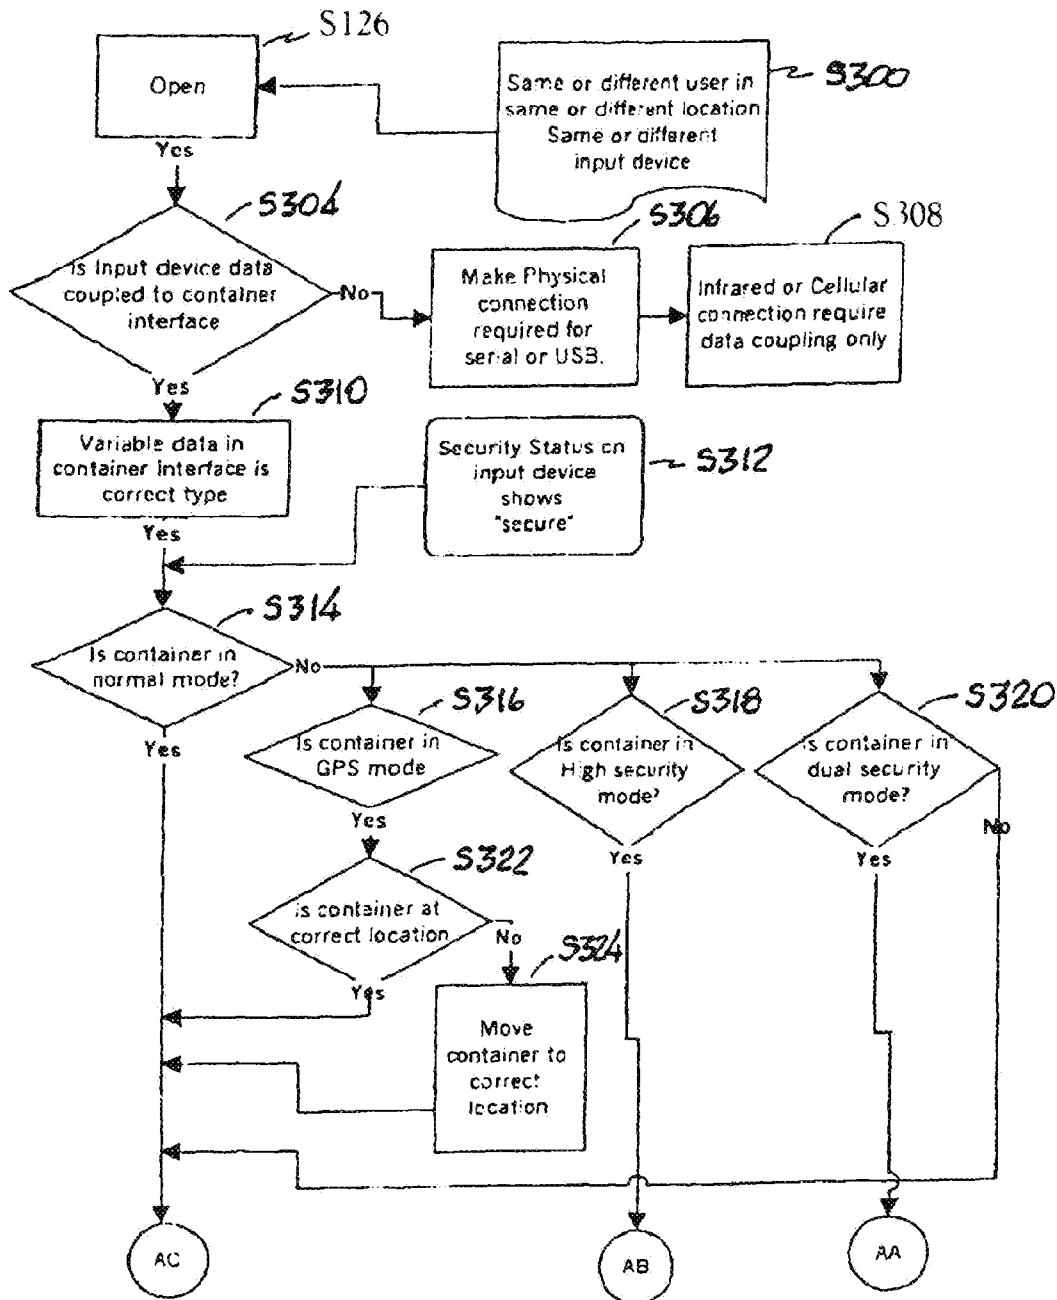 S126
Open
Same or different user in
same or different location
Same or different
input device
S300
Yes
S304
Is Input device data
coupled to container
interface
No
S306
Make Physical
connection
required for
serial or USB.
S308
Infrared or Cellular
connection require
data coupling only
Yes
S310
Variable data in
container Interface is
correct type
Security Status on
input device
shows
"secure"
S312
Yes
S314
Is container in
normal mode?
No
Yes
S316
Is container in
GPS mode
S318
Is container in
High security
mode?
S320
Is container in
dual security
mode?
No
Yes
Yes
Yes
S322
Is container at
correct location
No
Yes
S324
Move
container to
correct
location
AC
AB
AA